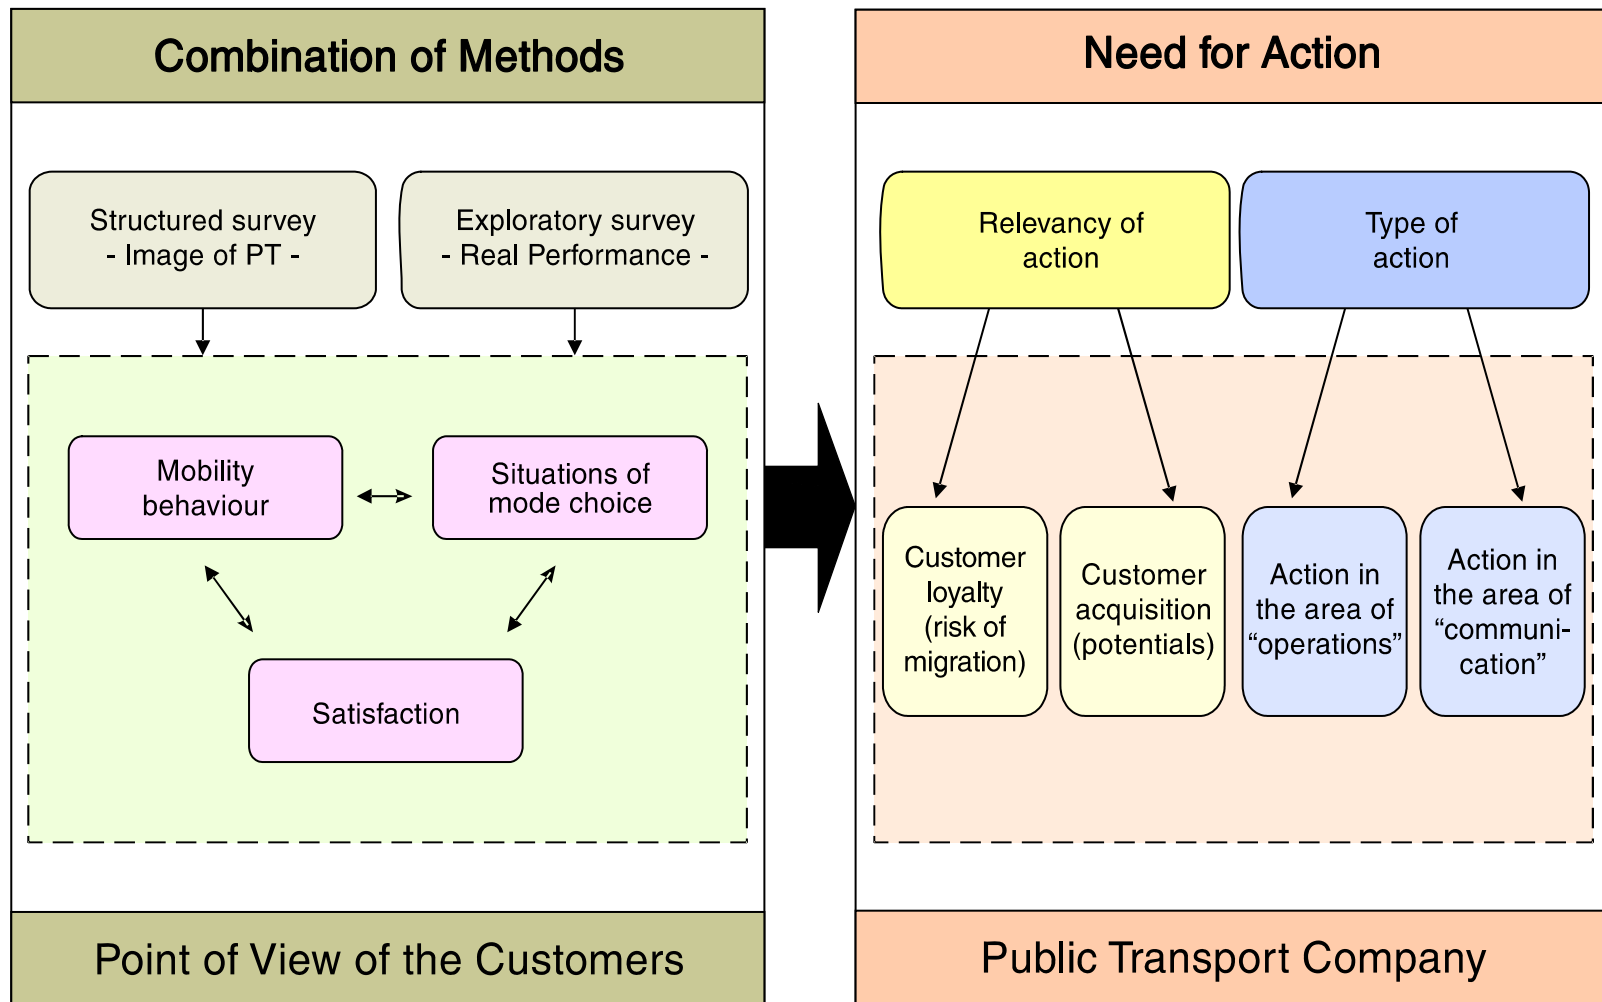 Combination of Methods
Need for Action
Structured survey
- Image of PT -
Exploratory survey
- Real Performance -
Relevancy of
action
Type of
action
Mobility
behaviour
Situations of
mode choice
Satisfaction
Customer
loyalty
(risk of
migration)
Customer
acquisition
(potentials)
Action in
the area of
“operations”
Action in
the area of
“communi-
cation”
Point of View of the Customers
Public Transport Company